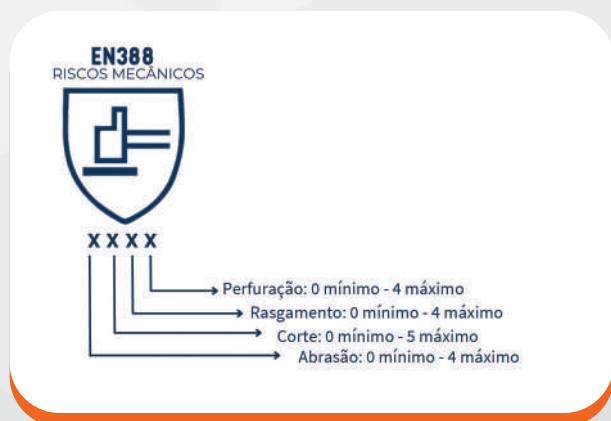 EN388
RISCOS MECÂNICOS
X X X X
Perfuração: 0 mínimo - 4 máximo
Rasgamento: 0 mínimo - 4 máximo
Corte: 0 mínimo - 5 máximo
Abrasão: 0 mínimo - 4 máximo